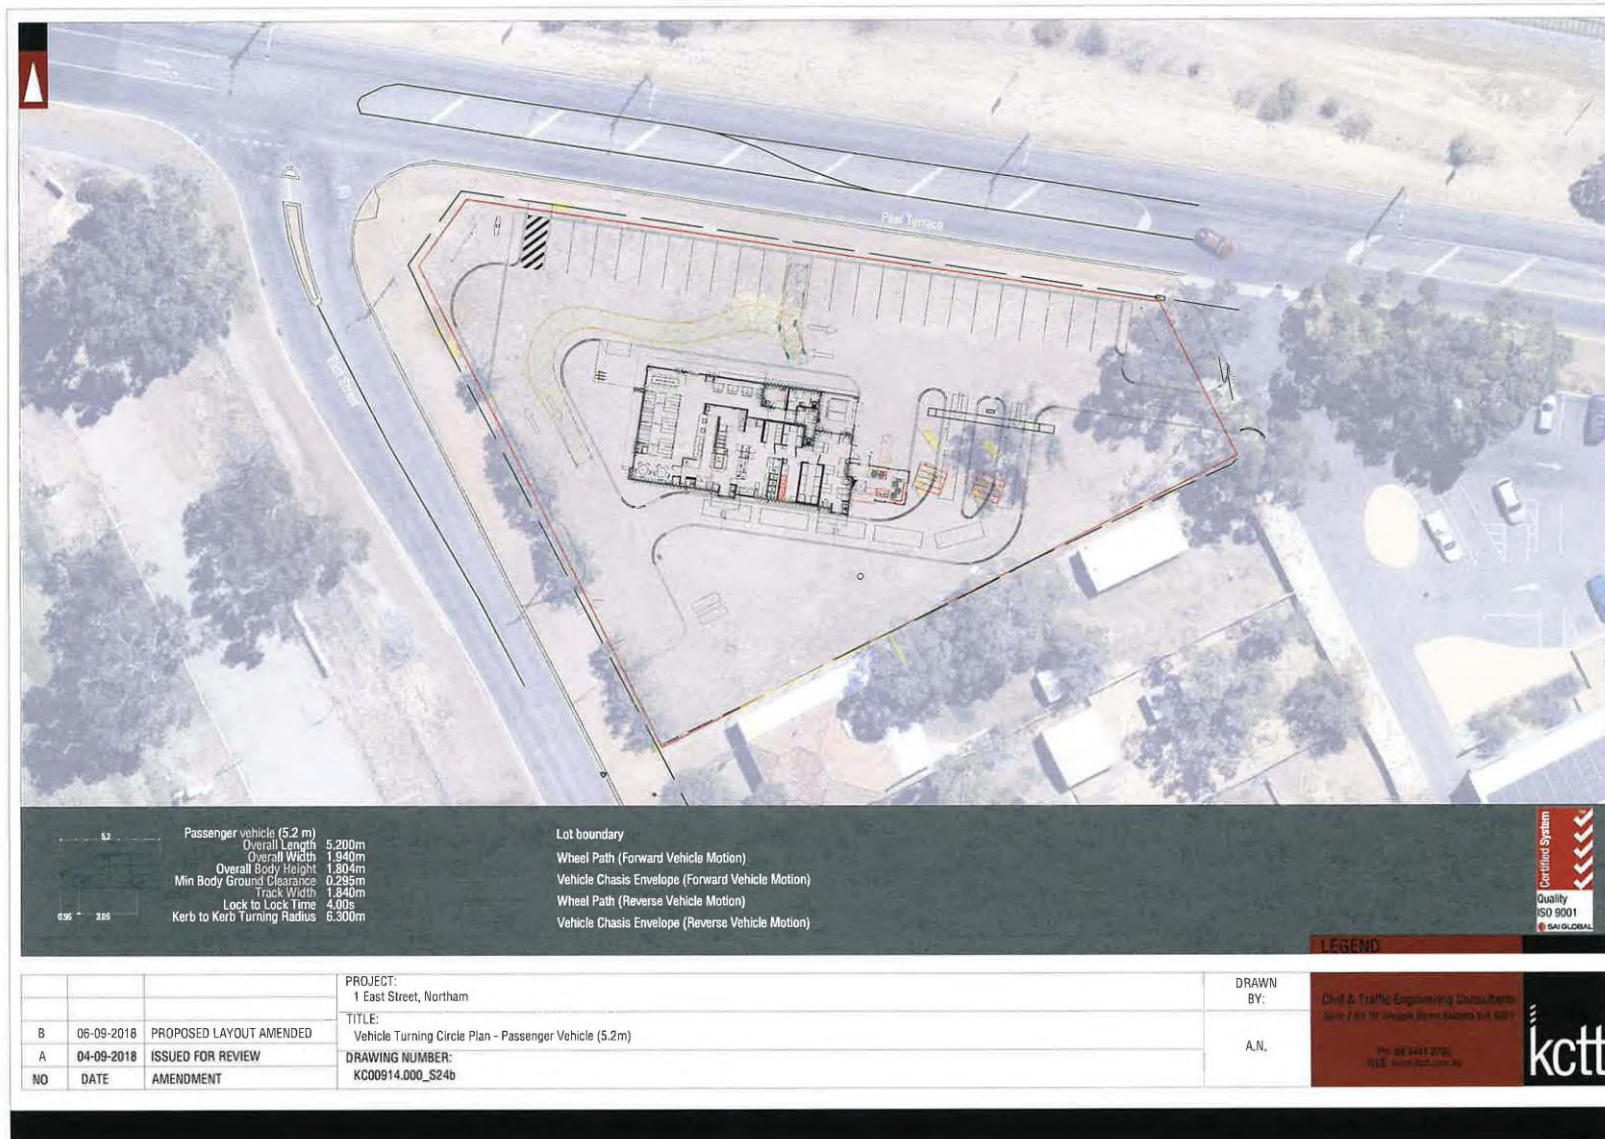 Peel Terrace
5.2
0.95 3.05
Passenger vehicle (5.2 m)
Overall Length 5.200m
Overall Width 1.940m
Overall Body Height 1.804m
Min Body Ground Clearance 0.295m
Track Width 1.840m
Lock to Lock Time 4.00s
Kerb to Kerb Turning Radius 6.300m
Lot boundary
Wheel Path (Forward Vehicle Motion)
Vehicle Chasis Envelope (Forward Vehicle Motion)
Wheel Path (Reverse Vehicle Motion)
Vehicle Chasis Envelope (Reverse Vehicle Motion)
Certified System
Quality
ISO 9001
SAI GLOBAL
LEGEND
B 06-09-2018 PROPOSED LAYOUT AMENDED
A 04-09-2018 ISSUED FOR REVIEW
NO DATE AMENDMENT
PROJECT:
1 East Street, Northam
TITLE:
Vehicle Turning Circle Plan - Passenger Vehicle (5.2m)
DRAWING NUMBER:
KC00914.000_S24b
DRAWN
BY:
A.N.
Civil & Traffic Engineering Consultants
kctt